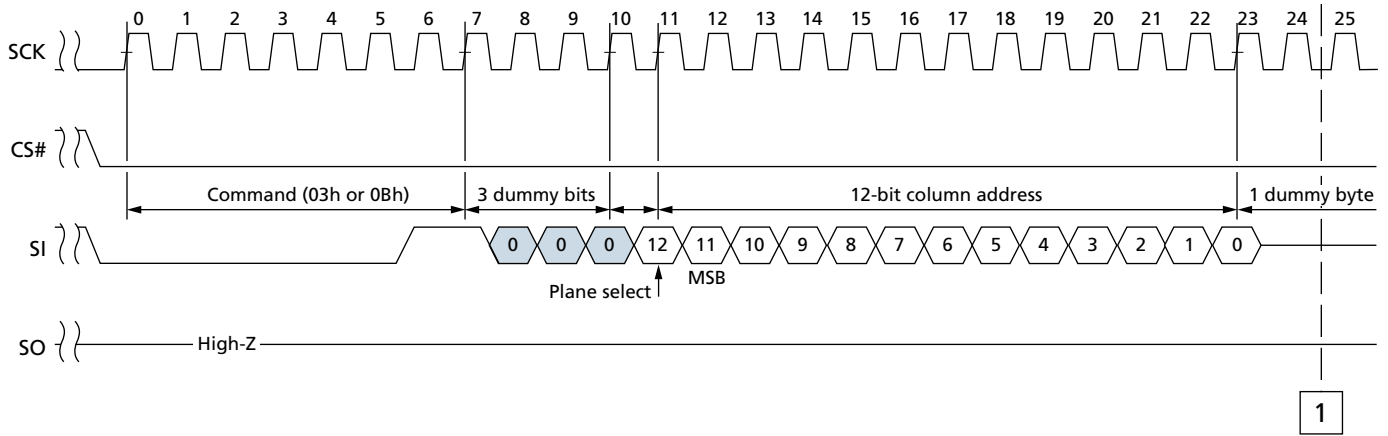 0 1 2 3 4 5 6 7 8 9 10 11 12 13 14 15 16 17 18 19 20 21 22 23 24 25
SCK
CS#
Command (03h or 0Bh) 3 dummy bits 12-bit column address 1 dummy byte
SI 0 0 0 12 11 10 9 8 7 6 5 4 3 2 1 0
MSB
Plane select
SO High-Z
1